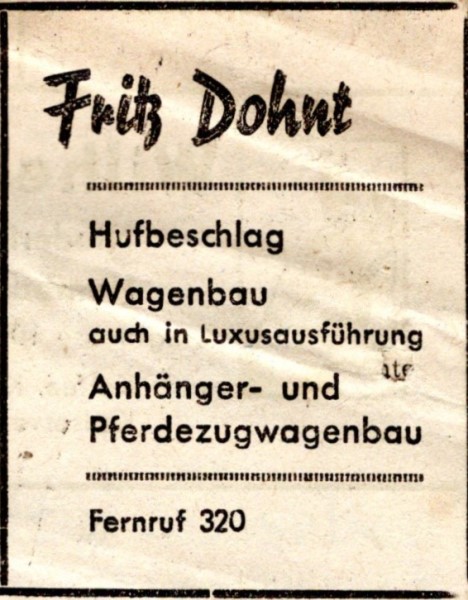 Fritz Dohnt
Hufbeschlag
Wagenbau
auch in Luxusausführung
Anhänger- und
Pferdezugwagenbau
Fernruf 320